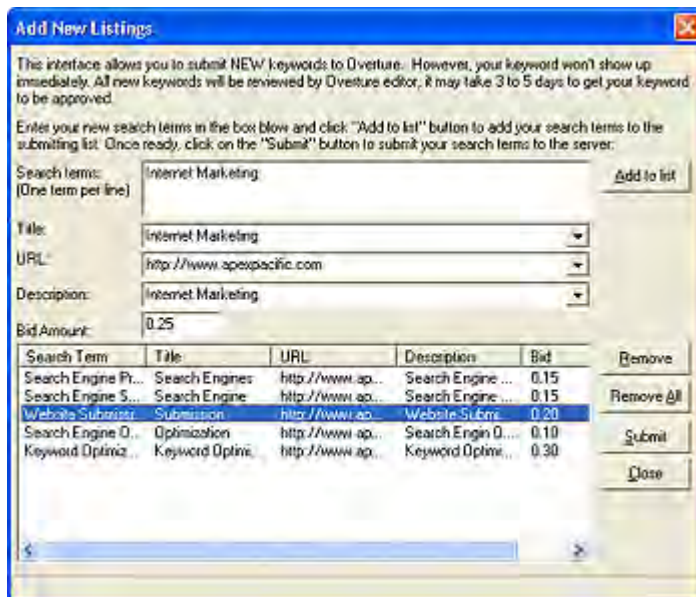 Add New Listings
This interface allows you to submit NEW keywords to Overture. However, your keyword won't show up
immediately. All new keywords will be reviewed by Overture editor, it may take 3 to 5 days to get your keyword
to be approved.
Enter your new search terms in the box blow and click "Add to list" button to add your search terms to the
submitting list. Once ready, click on the "Submit" button to submit your search terms to the server.
Search terms: Internet Marketing Add to list
(One term per line)
Title: Internet Marketing
URL: http://www.apexpacific.com
Description: Internet Marketing
Bid Amount: 0.25
Search Term Title URL Description Bid Remove
Search Engine Pr... Search Engines http://www.ap... Search Engine ... 0.15
Search Engine S... Search Engine http://www.ap... Search Engine ... 0.15 Remove All
Website Submissi... Submission http://www.ap... Website Submi... 0.20
Search Engine O... Optimization http://www.ap... Search Engin O... 0.10 Submit
Keyword Optimiz... Keyword Optimi... http://www.ap... Keyword Optimi... 0.30
Close